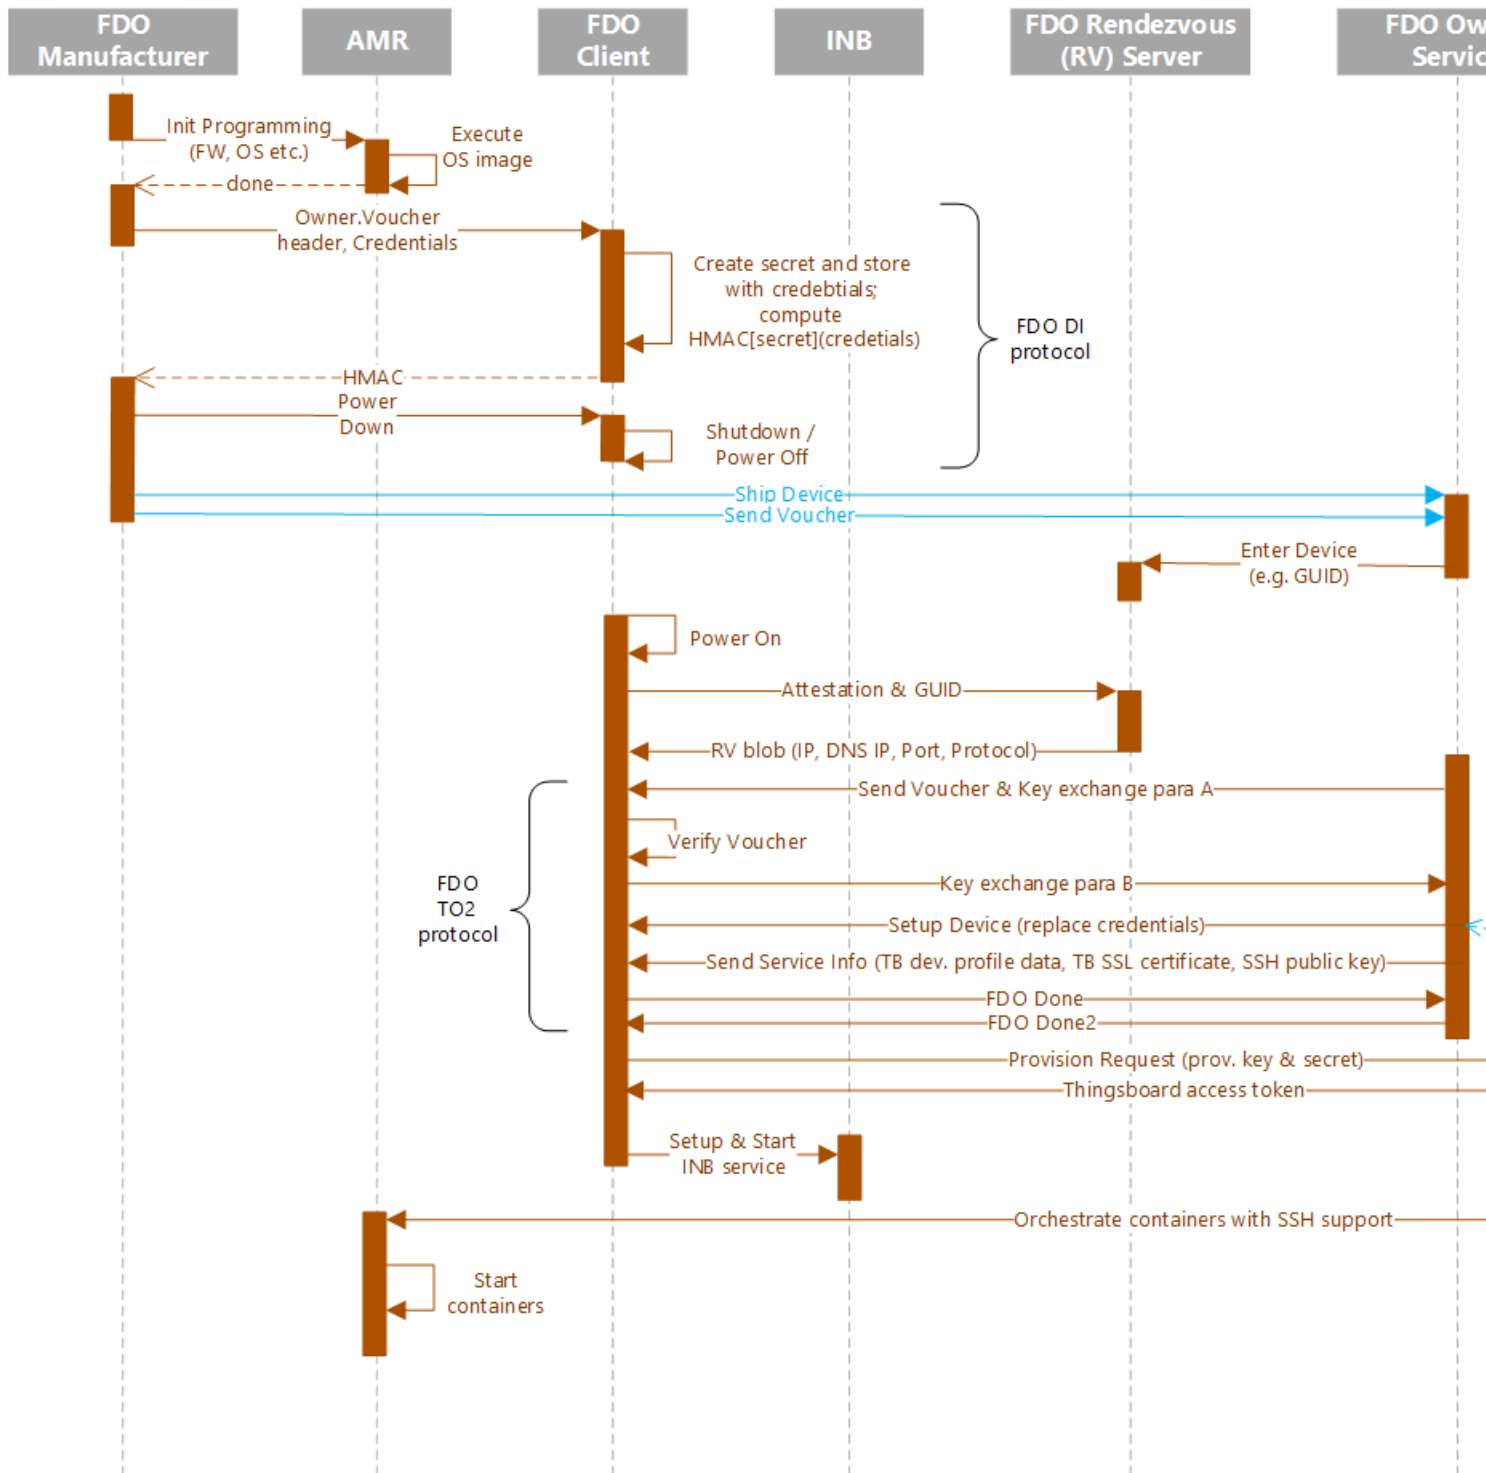 FDO
Manufacturer
AMR
FDO
Client
INB
FDO Rendezvous
(RV) Server
FDO Ow
Servic
Init Programming
(FW, OS etc.)
Execute
OS image
done
Owner.Voucher
header, Credentials
Create secret and store
with credebtials;
compute
HMAC[secret](credetials)
FDO DI
protocol
HMAC
Power
Down
Shutdown /
Power Off
Ship Device
Send Voucher
Enter Device
(e.g. GUID)
Power On
Attestation & GUID
RV blob (IP, DNS IP, Port, Protocol)
Send Voucher & Key exchange para A
Verify Voucher
FDO
TO2
protocol
Key exchange para B
Setup Device (replace credentials)
Send Service Info (TB dev. profile data, TB SSL certificate, SSH public key)
FDO Done
FDO Done2
Provision Request (prov. key & secret)
Thingsboard access token
Setup & Start
INB service
Orchestrate containers with SSH support
Start
containers